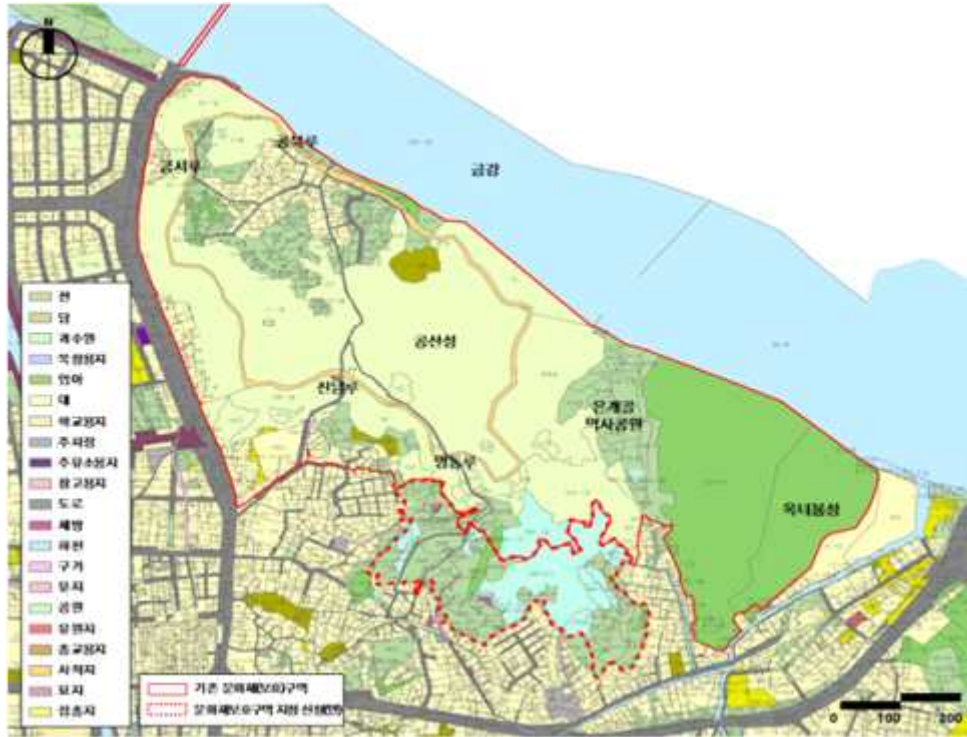 N
공북루
공서루
금강
공산성
진남루
은개골
역사공원
영동루
옥녀봉성
전
답
과수원
목장용지
임야
대
학교용지
주차장
주유소용지
창고용지
도로
제방
하천
구거
유지
공원
유원지
종교용지
사적지
묘지
잡종지
기존 문화재(보호)구역
문화재보호구역 지정 신청(안)
0 100 200